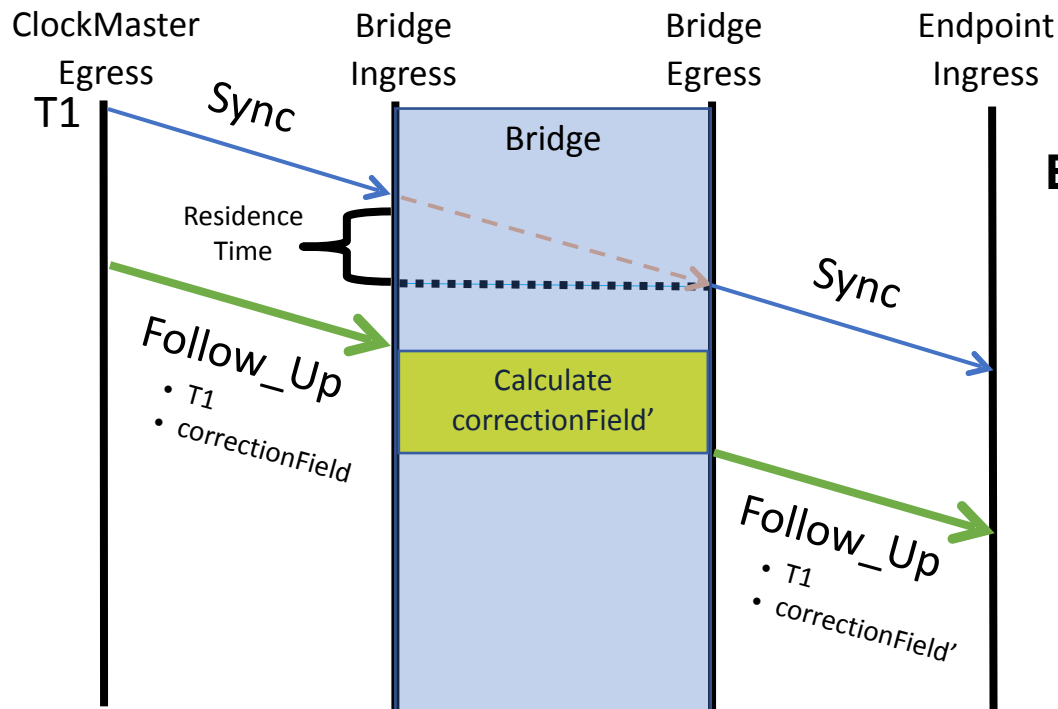 ClockMaster
Egress
Bridge
Ingress
Bridge
Egress
Endpoint
Ingress
T1
Sync
Bridge
Residence
Time
Sync
Follow_Up
• T1
• correctionField
Calculate
correctionField’
Follow_Up
• T1
• correctionField’